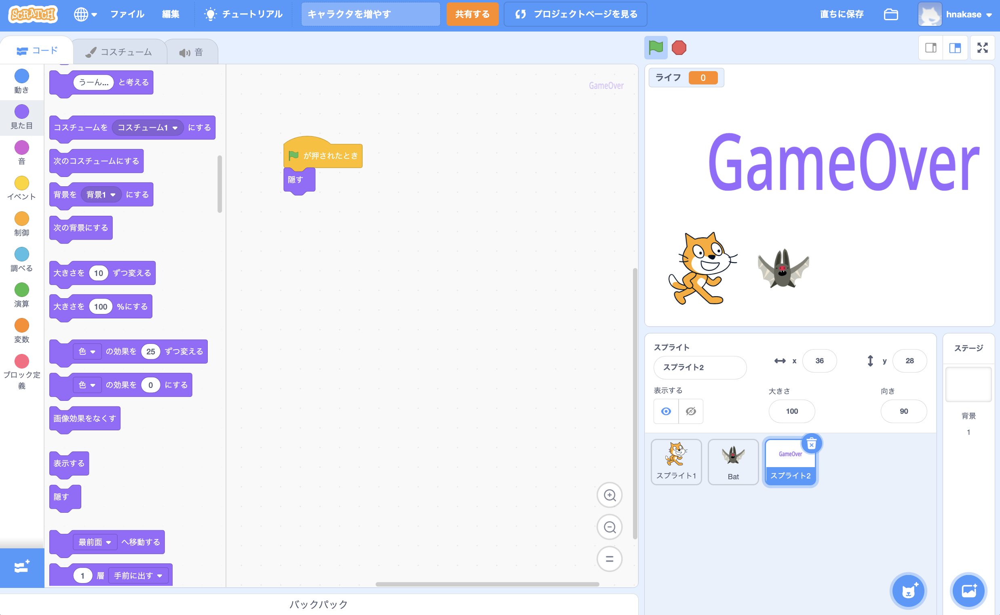 SCRATCH
ファイル
編集
チュートリアル
キャラクタを増やす
共有する
プロジェクトページを見る
直ちに保存
hnakase
コード
コスチューム
音
動き
見た目
音
イベント
制御
調べる
演算
変数
ブロック定
義
うーん... と考える
コスチュームを コスチューム1 にする
次のコスチュームにする
背景を 背景1 にする
次の背景にする
大きさを 10 ずつ変える
大きさを 100 %にする
色 の効果を 25 ずつ変える
色 の効果を 0 にする
画像効果をなくす
表示する
隠す
最前面 へ移動する
1 層 手前に出す
GameOver
が押されたとき
隠す
バックパック
ライフ 0
GameOver
スプライト
スプライト2
x 36
y 28
表示する
大きさ
100
向き
90
スプライト1
Bat
GameOver
スプライト2
ステージ
背景
1